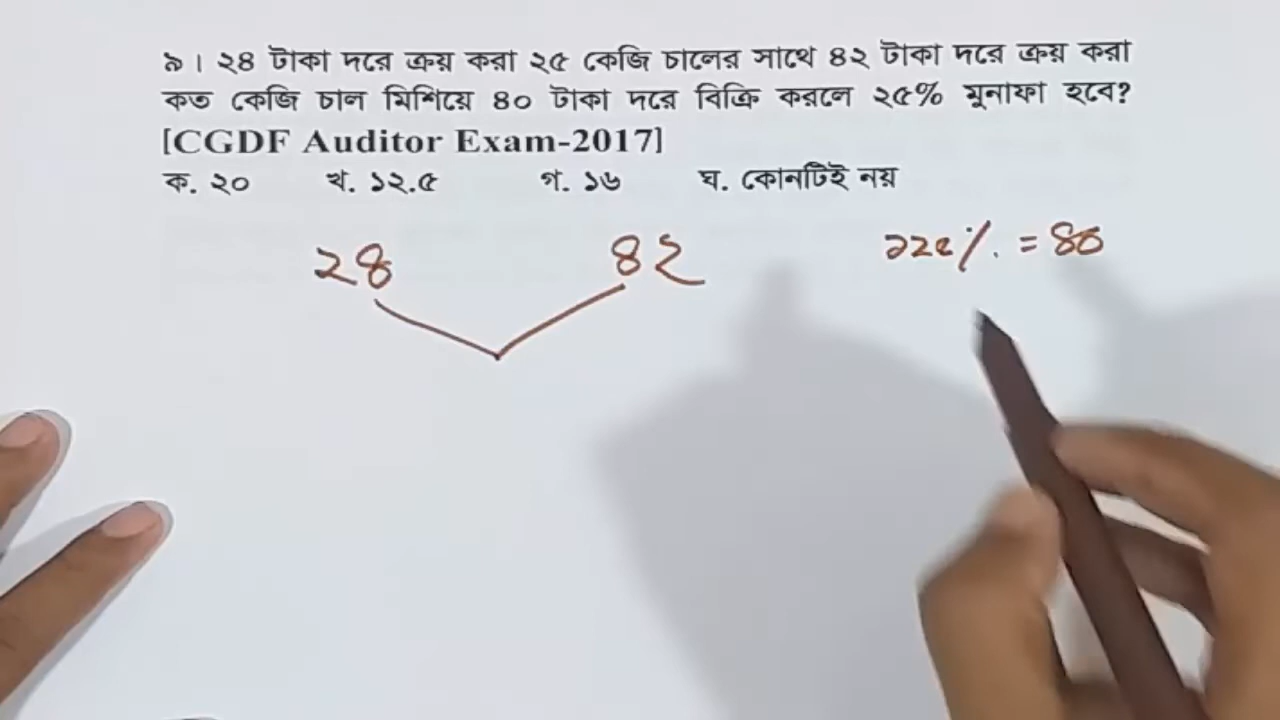 ৯। ২৪ টাকা দরে ক্রয় করা ২৫ কেজি চালের সাথে ৪২ টাকা দরে ক্রয় করা
কত কেজি চাল মিশিয়ে ৪০ টাকা দরে বিক্রি করলে ২৫% মুনাফা হবে?
[CGDF Auditor Exam-2017]
ক. ২০ খ. ১২.৫ গ. ১৬ ঘ. কোনটিই নয়
২৪ ৪২ ১২৫% = ৪০